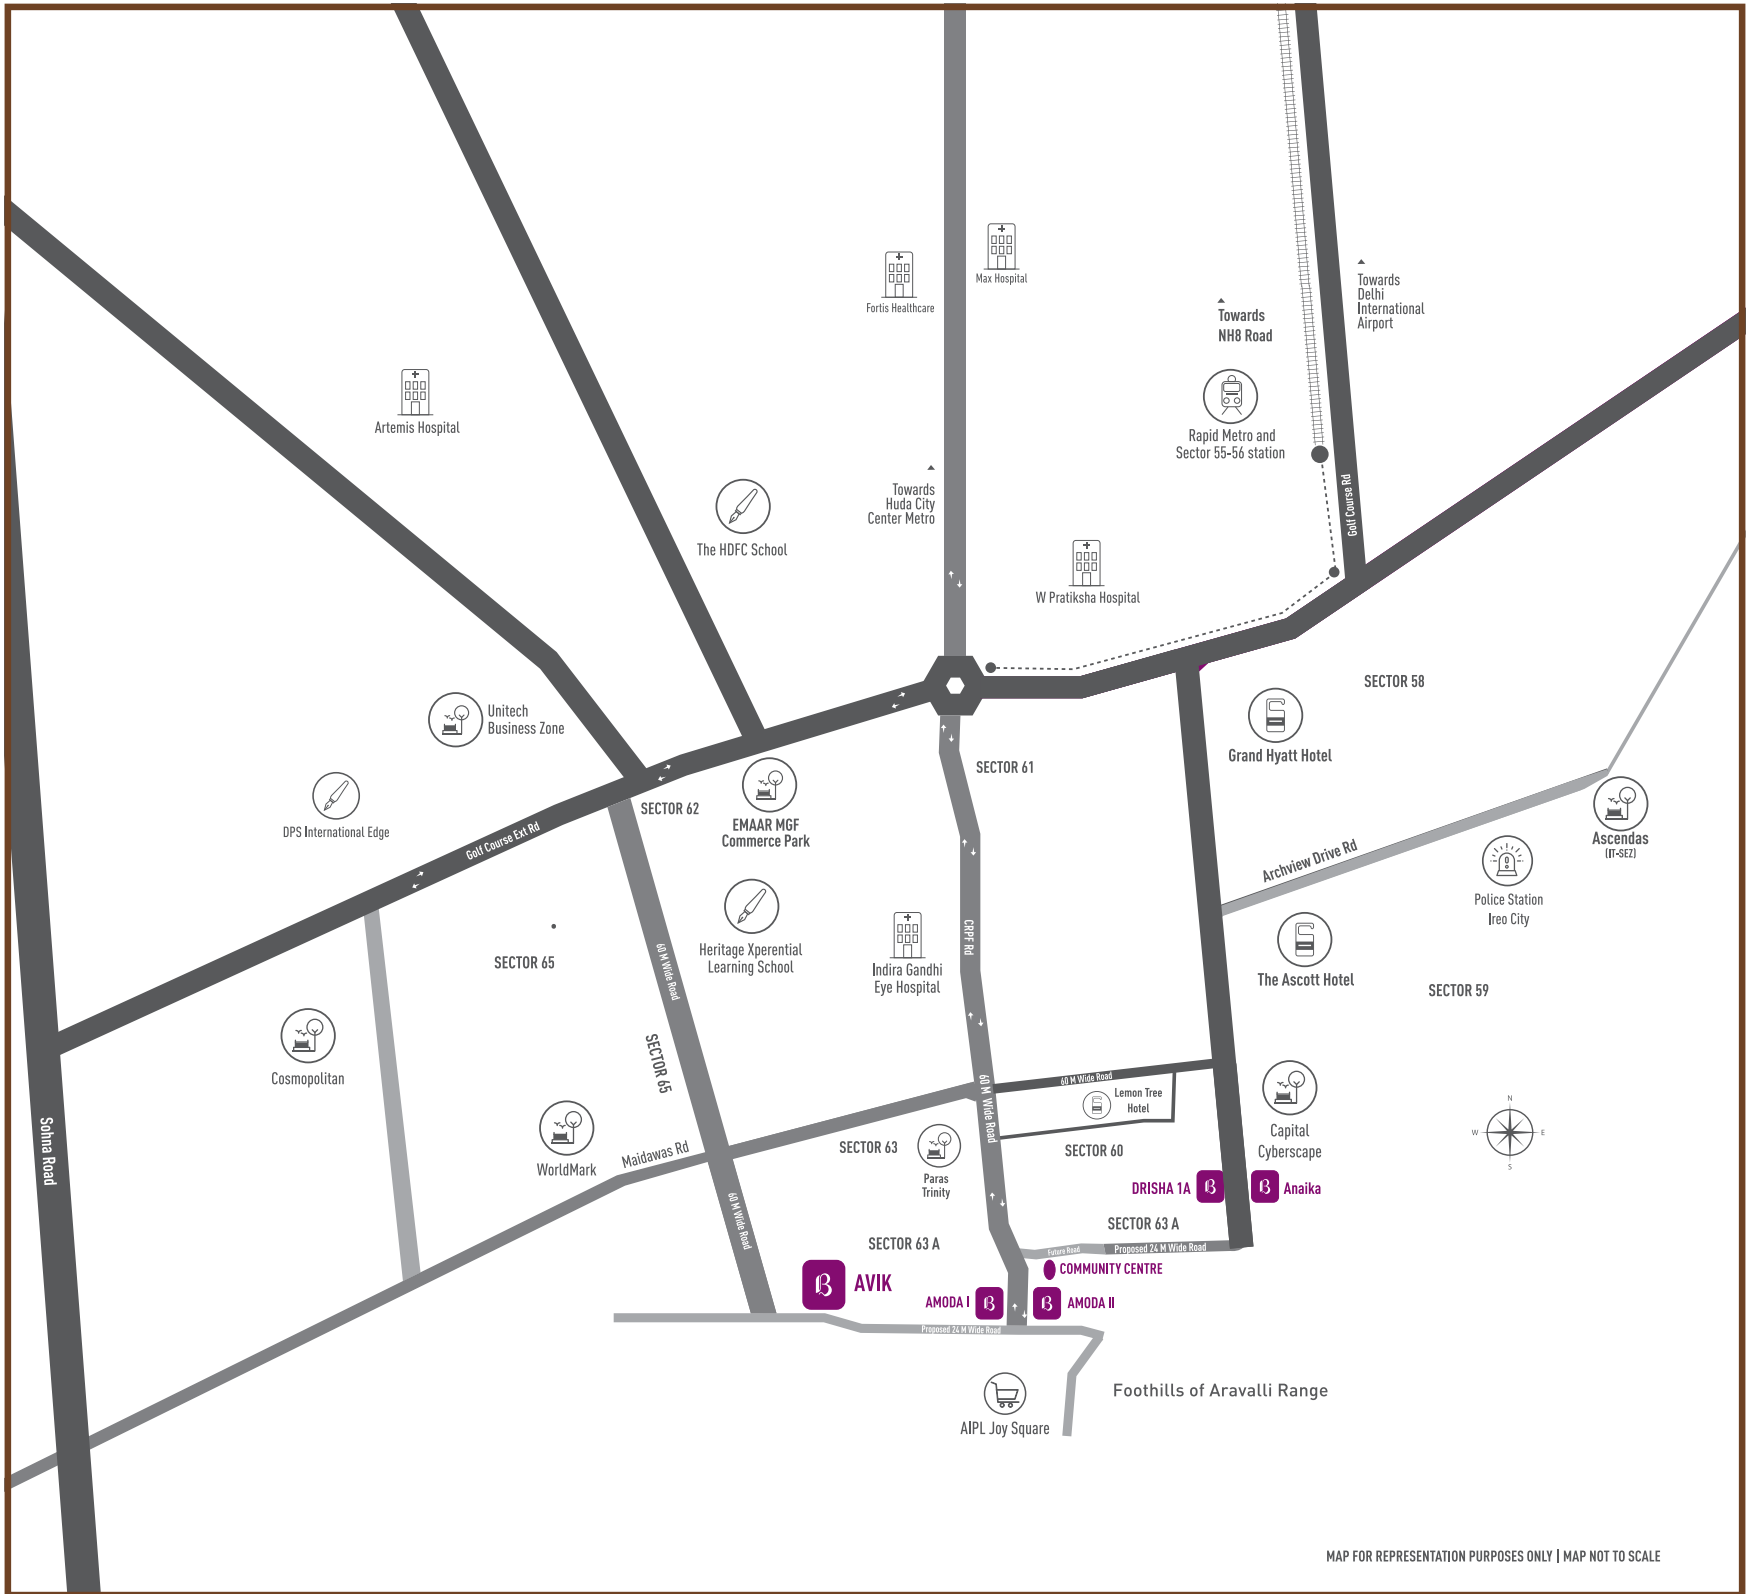 Max Hospital
Fortis Healthcare
Towards
Delhi
International
Airport
Towards
NH8 Road
Artemis Hospital
Rapid Metro and
Sector 55-56 station
Golf Course Rd
Towards
Huda City
Center Metro
The HDFC School
W Pratiksha Hospital
SECTOR 58
Unitech
Business Zone
Grand Hyatt Hotel
SECTOR 61
SECTOR 62
EMAAR MGF
Commerce Park
DPS International Edge
Golf Course Ext Rd
Ascendas
(IT-SEZ)
Archview Drive Rd
Police Station
Ireo City
Heritage Xperential
Learning School
CRPF Rd
Indira Gandhi
Eye Hospital
SECTOR 65
60 M Wide Road
The Ascott Hotel
SECTOR 59
SECTOR 65
Cosmopolitan
60 M Wide Road
60 M Wide Road
Lemon Tree
Hotel
N
W
E
S
Capital
Cyberscape
Sohna Road
WorldMark
Maidawas Rd
SECTOR 63
SECTOR 60
Paras
Trinity
DRISHA 1A
B
B
Anaika
60 M Wide Road
SECTOR 63 A
SECTOR 63 A
Future Road
Proposed 24 M Wide Road
COMMUNITY CENTRE
B
AVIK
AMODA I
B
B
AMODA II
Proposed 24 M Wide Road
Foothills of Aravalli Range
AIPL Joy Square
MAP FOR REPRESENTATION PURPOSES ONLY | MAP NOT TO SCALE